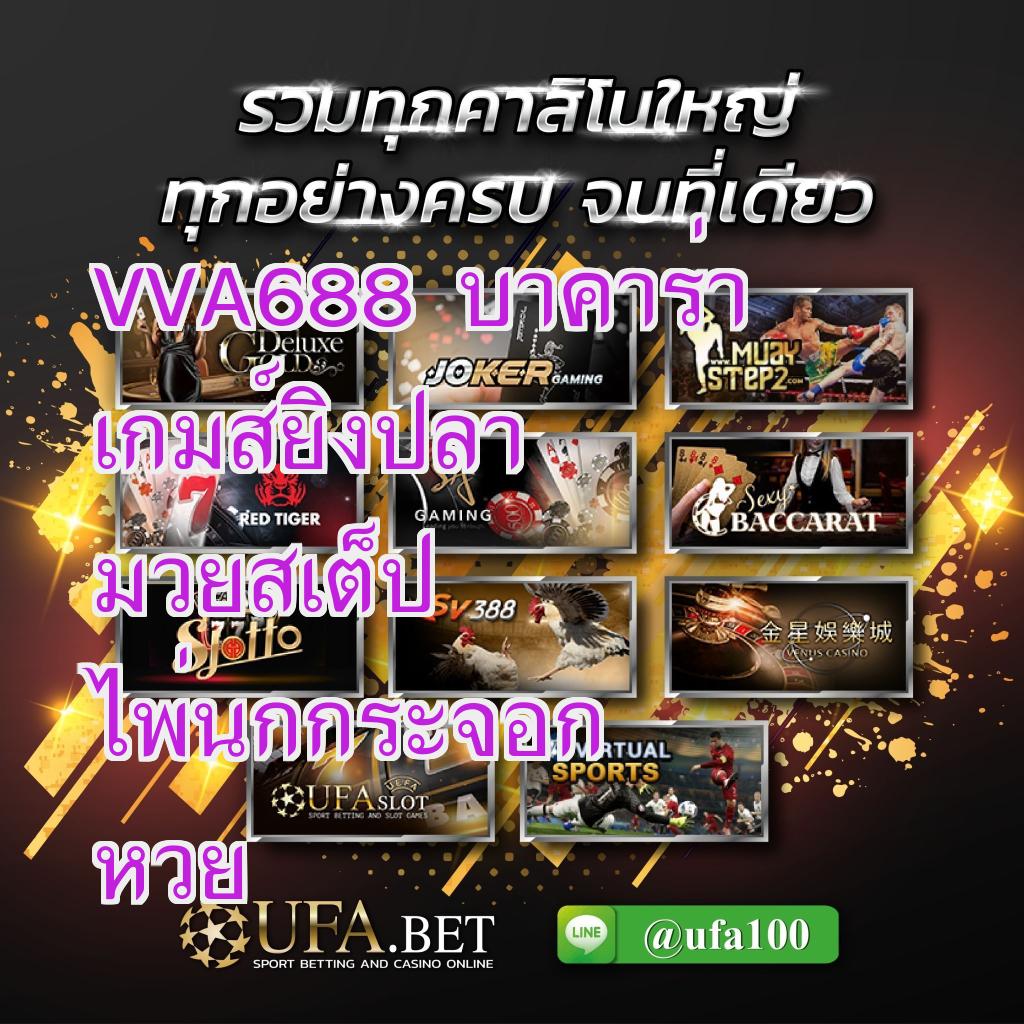 รวมทุกคาสิโนใหญ่
ทุกอย่างครบ จบที่เดียว
VVA688 บาคาร่า
Deluxe
GOLD
JOKER GAMING
WWW.MUAY
STEP2.COM
เกมส์ยิงปลา
7
RED TIGER
GAMING
Sexy
BACCARAT
มวยสเต็ป
Slotto
SV388
金星娛樂城
VENUS CASINO
ไพ่นกกระจอก
UFASLOT
SPORT BETTING AND SLOT GAMES
VIRTUAL
SPORTS
หวย
UFA.BET
SPORT BETTING AND CASINO ONLINE
LINE @ufa100